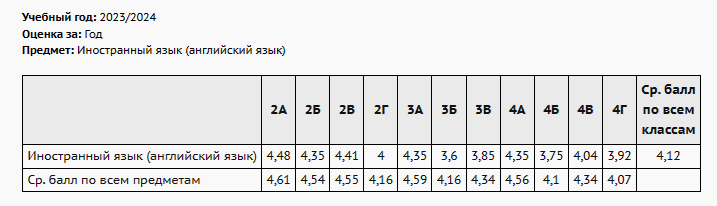 Учебный год: 2023/2024
Оценка за: Год
Предмет: Иностранный язык (английский язык)
2А 2Б 2В 2Г 3А 3Б 3В 4А 4Б 4В 4Г Ср. балл по всем классам
Иностранный язык (английский язык) 4,48 4,35 4,41 4 4,35 3,6 3,85 4,35 3,75 4,04 3,92 4,12
Ср. балл по всем предметам 4,61 4,54 4,55 4,16 4,59 4,16 4,34 4,56 4,1 4,34 4,07